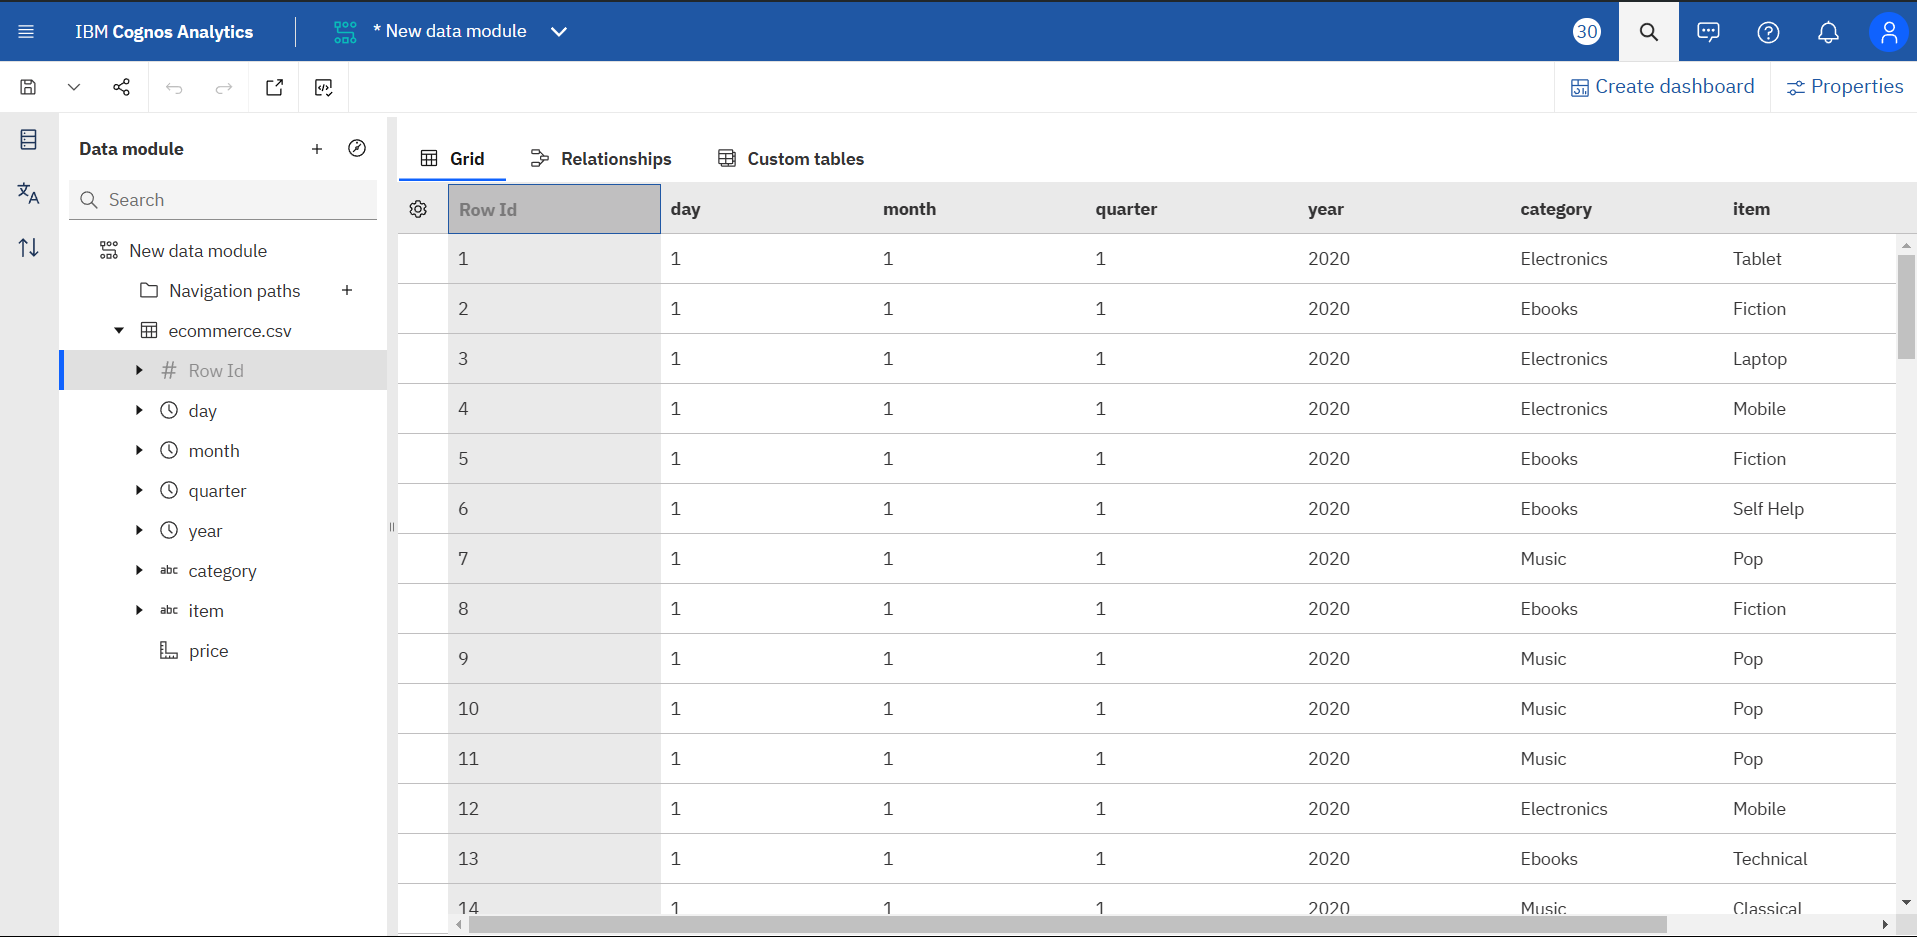 IBM Cognos Analytics
* New data module
30
Create dashboard
Properties
Data module
Search
New data module
Navigation paths
ecommerce.csv
# Row Id
day
month
quarter
year
abc category
abc item
price
Grid Relationships Custom tables
Row Id day month quarter year category item
1 1 1 1 2020 Electronics Tablet
2 1 1 1 2020 Ebooks Fiction
3 1 1 1 2020 Electronics Laptop
4 1 1 1 2020 Electronics Mobile
5 1 1 1 2020 Ebooks Fiction
6 1 1 1 2020 Ebooks Self Help
7 1 1 1 2020 Music Pop
8 1 1 1 2020 Ebooks Fiction
9 1 1 1 2020 Music Pop
10 1 1 1 2020 Music Pop
11 1 1 1 2020 Music Pop
12 1 1 1 2020 Electronics Mobile
13 1 1 1 2020 Ebooks Technical
14 1 1 1 2020 Music Classical